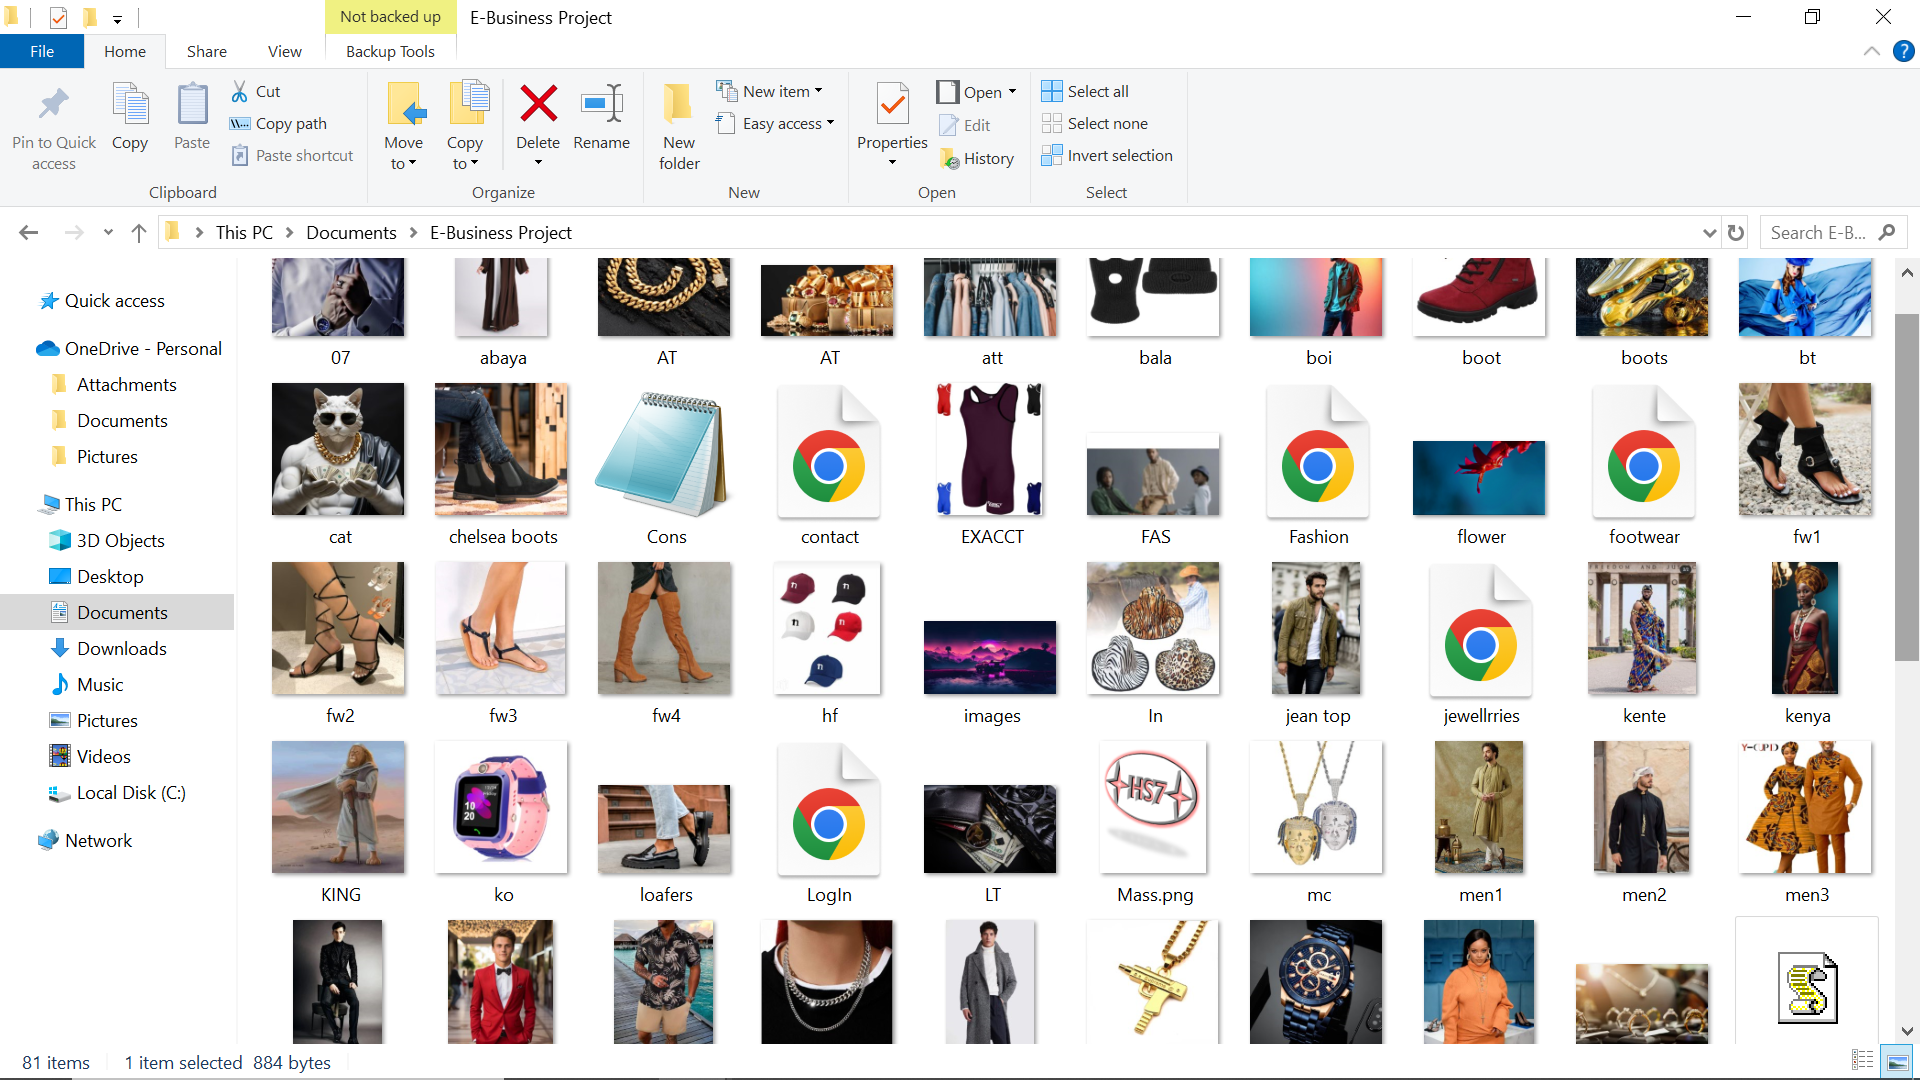 Not backed up
E-Business Project
File
Home
Share
View
Backup Tools
Pin to Quick access
Copy
Paste
Cut
Copy path
Paste shortcut
Clipboard
Move to
Copy to
Delete
Rename
Organize
New folder
New item
Easy access
New
Properties
Open
Edit
History
Open
Select all
Select none
Invert selection
Select
This PC
Documents
E-Business Project
Search E-B...
Quick access
OneDrive - Personal
Attachments
Documents
Pictures
This PC
3D Objects
Desktop
Documents
Downloads
Music
Pictures
Videos
Local Disk (C:)
Network
07
abaya
AT
AT
att
bala
boi
boot
boots
bt
cat
chelsea boots
Cons
contact
EXACCT
FAS
Fashion
flower
footwear
fw1
fw2
fw3
fw4
hf
images
In
jean top
jewellrries
kente
kenya
10
20
HS7
KING
ko
loafers
LogIn
LT
Mass.png
mc
men1
men2
men3
81 items
1 item selected 884 bytes